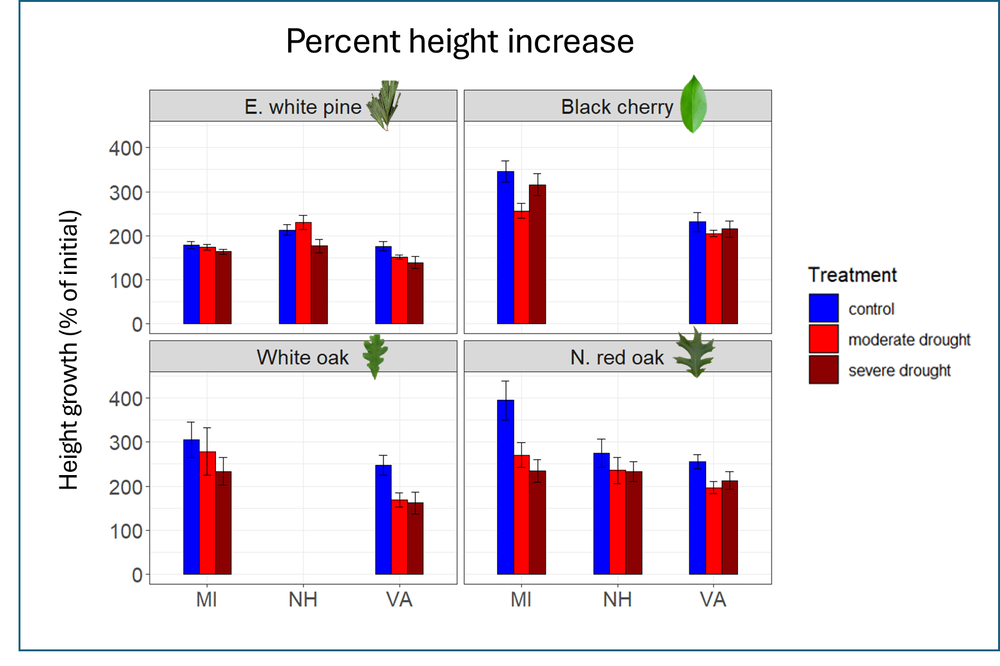 Percent height increase
E. white pine
Black cherry
400
300
200
100
0
Height growth (% of initial)
White oak
N. red oak
400
300
200
100
0
MI NH VA MI NH VA
Treatment
control
moderate drought
severe drought